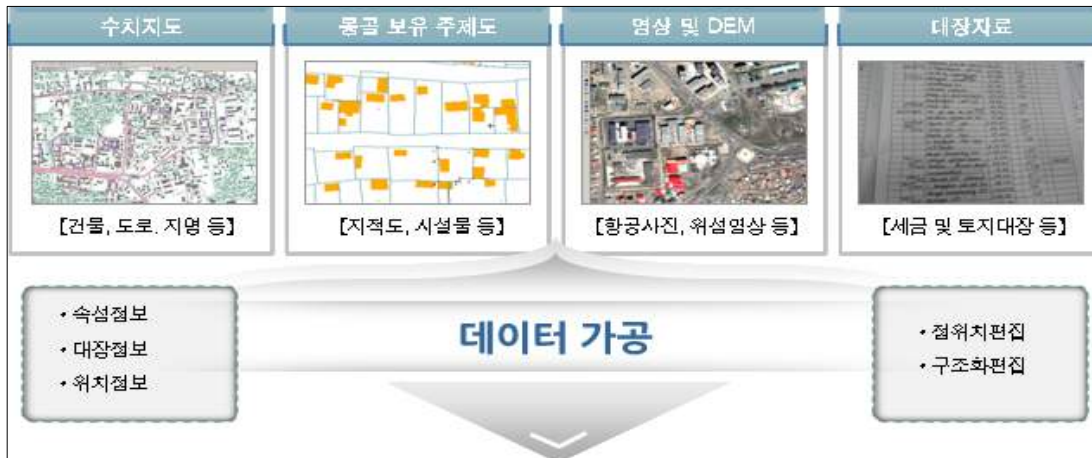 수치지도
몽골 보유 주제도
영상 및 DEM
대장자료
【건물, 도로, 지명 등】
【지적도, 시설물 등】
【항공사진, 위성영상 등】
【세금 및 토지대장 등】
• 속성정보
• 대장정보
• 위치정보
데이터 가공
• 정위치편집
• 구조화편집